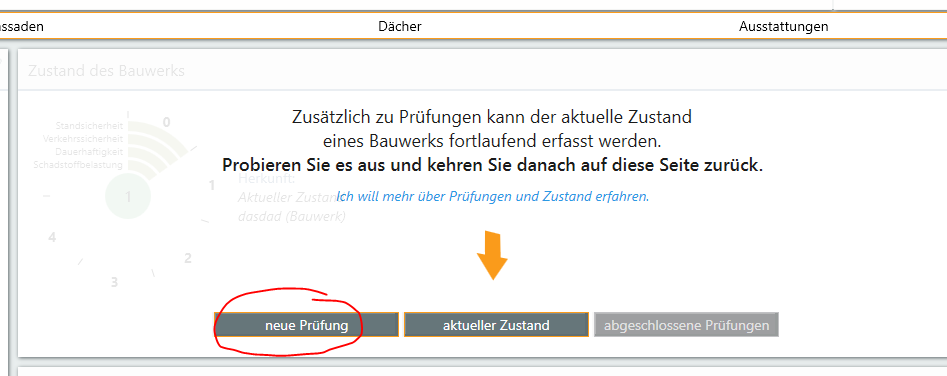 ssaden
Dächer
Ausstattungen
Zustand des Bauwerks
Zusätzlich zu Prüfungen kann der aktuelle Zustand
eines Bauwerks fortlaufend erfasst werden.
Probieren Sie es aus und kehren Sie danach auf diese Seite zurück.
Standsicherheit
Verkehrssicherheit
Dauerhaftigkeit
Schadstoffbelastung
0
1
1
2
3
4
Herkunft:
Aktueller Zustand
dasdad (Bauwerk)
Ich will mehr über Prüfungen und Zustand erfahren.
neue Prüfung
aktueller Zustand
abgeschlossene Prüfungen